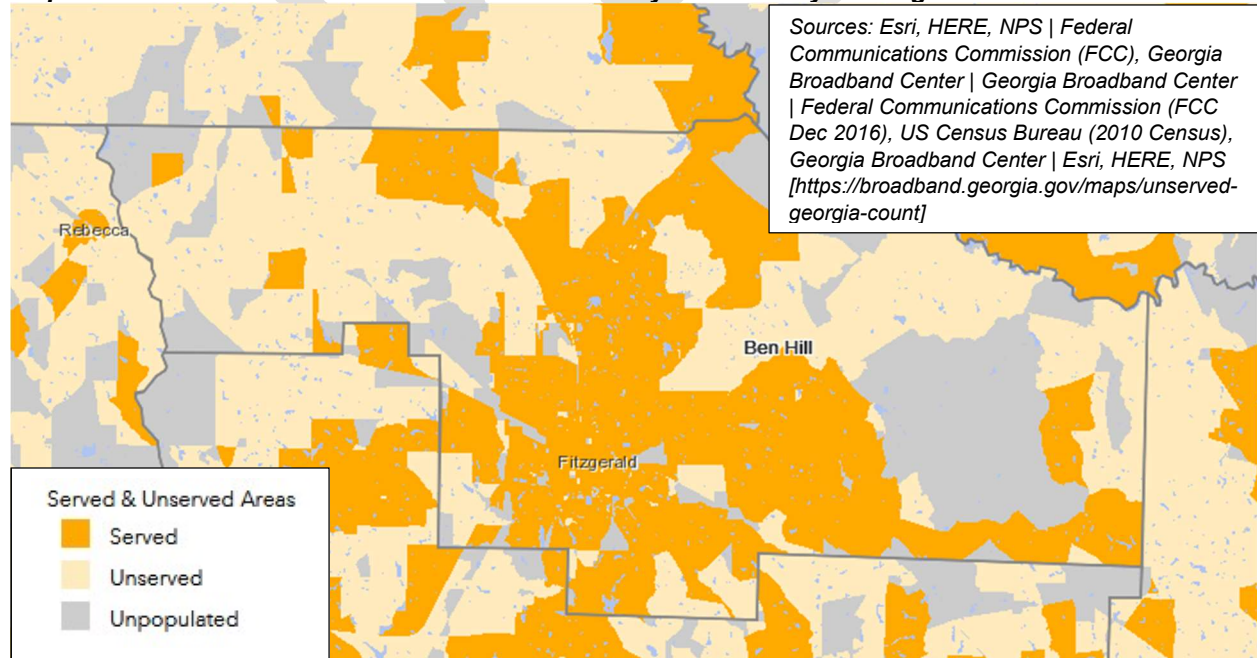 Sources: Esri, HERE, NPS | Federal
Communications Commission (FCC), Georgia
Broadband Center | Georgia Broadband Center
| Federal Communications Commission (FCC
Dec 2016), US Census Bureau (2010 Census),
Georgia Broadband Center | Esri, HERE, NPS
[https://broadband.georgia.gov/maps/unserved-
georgia-count]
Rebecca
Ben Hill
Fitzgerald
Served & Unserved Areas
Served
Unserved
Unpopulated